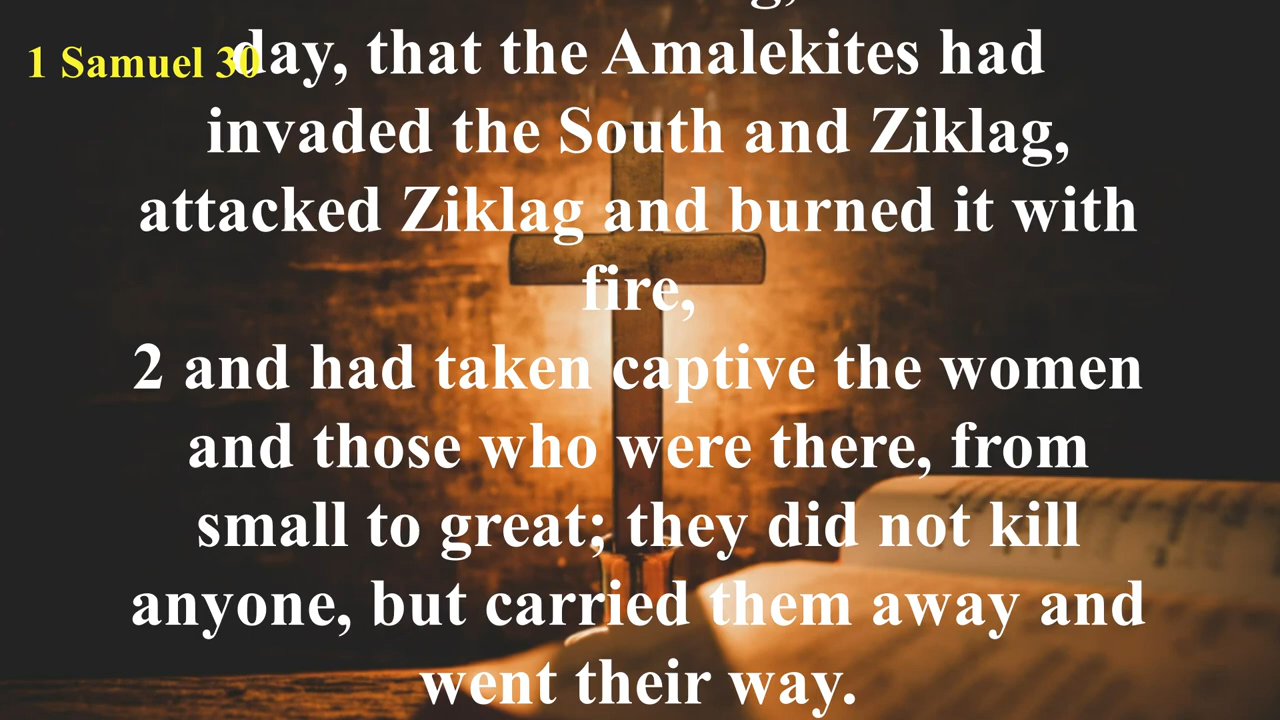 1 Samuel 30
day, that the Amalekites had
invaded the South and Ziklag,
attacked Ziklag and burned it with
fire,
2 and had taken captive the women
and those who were there, from
small to great; they did not kill
anyone, but carried them away and
went their way.